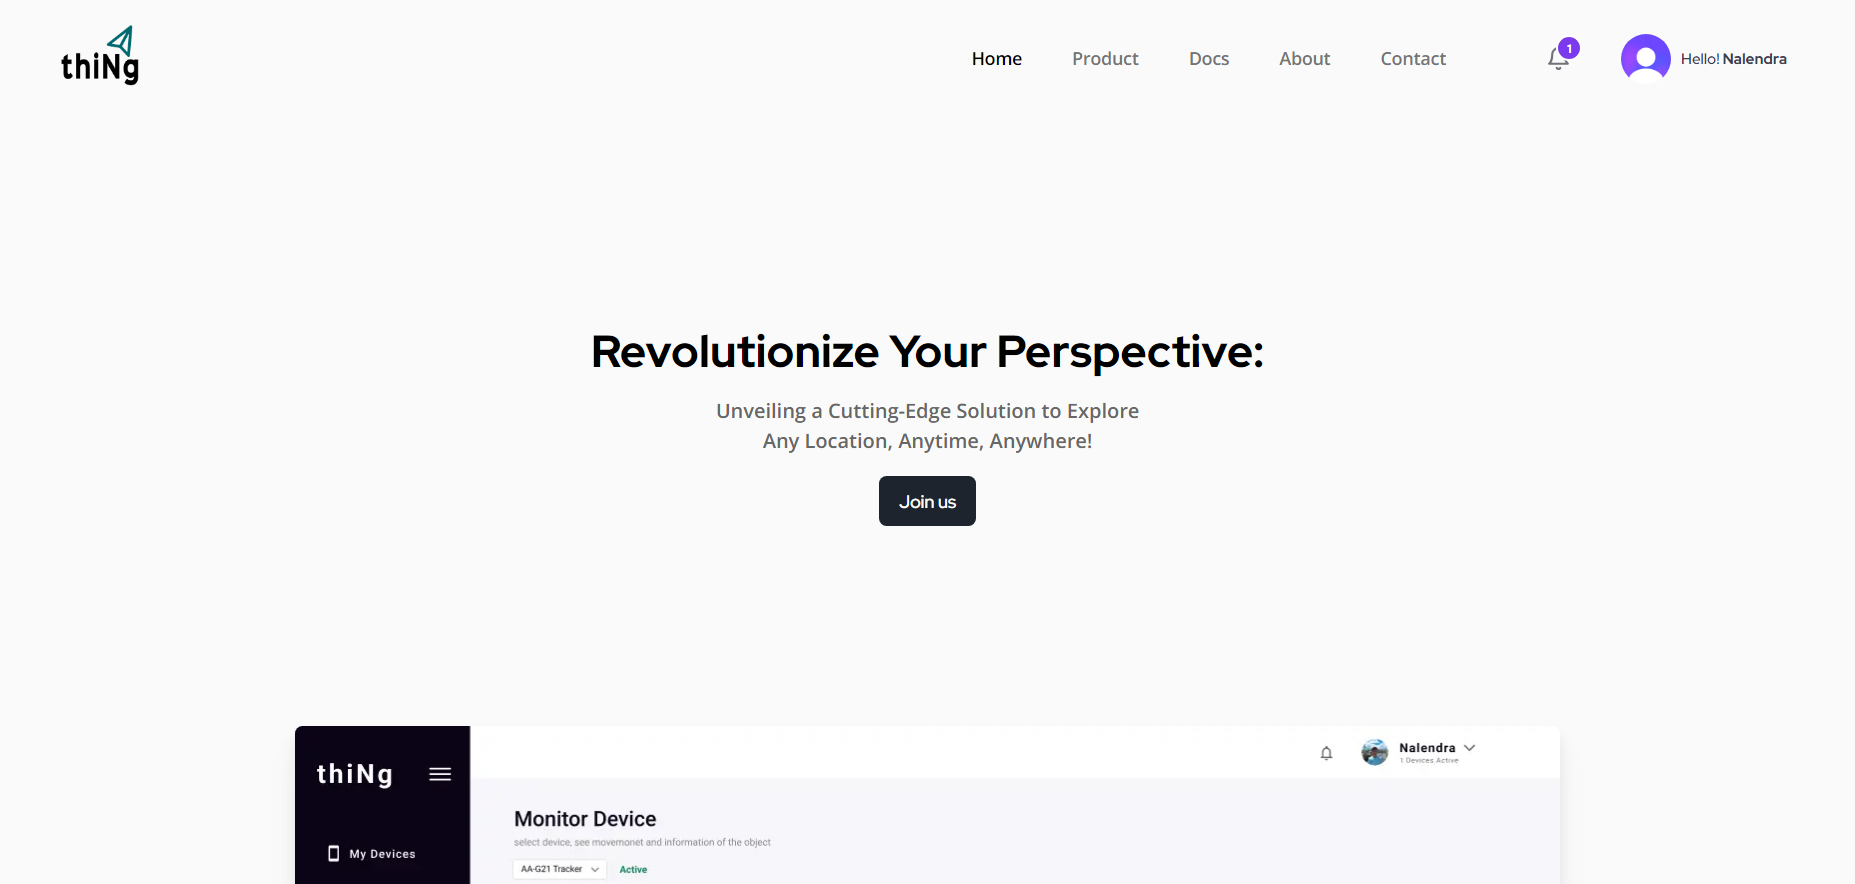 thiNg
Home
Product
Docs
About
Contact
1
Hello! Nalendra
Revolutionize Your Perspective:
Unveiling a Cutting-Edge Solution to Explore
Any Location, Anytime, Anywhere!
Join us
thiNg
Nalendra
1 Devices Active
Monitor Device
select device, see movemonet and information of the object
My Devices
AA-G21 Tracker
Active